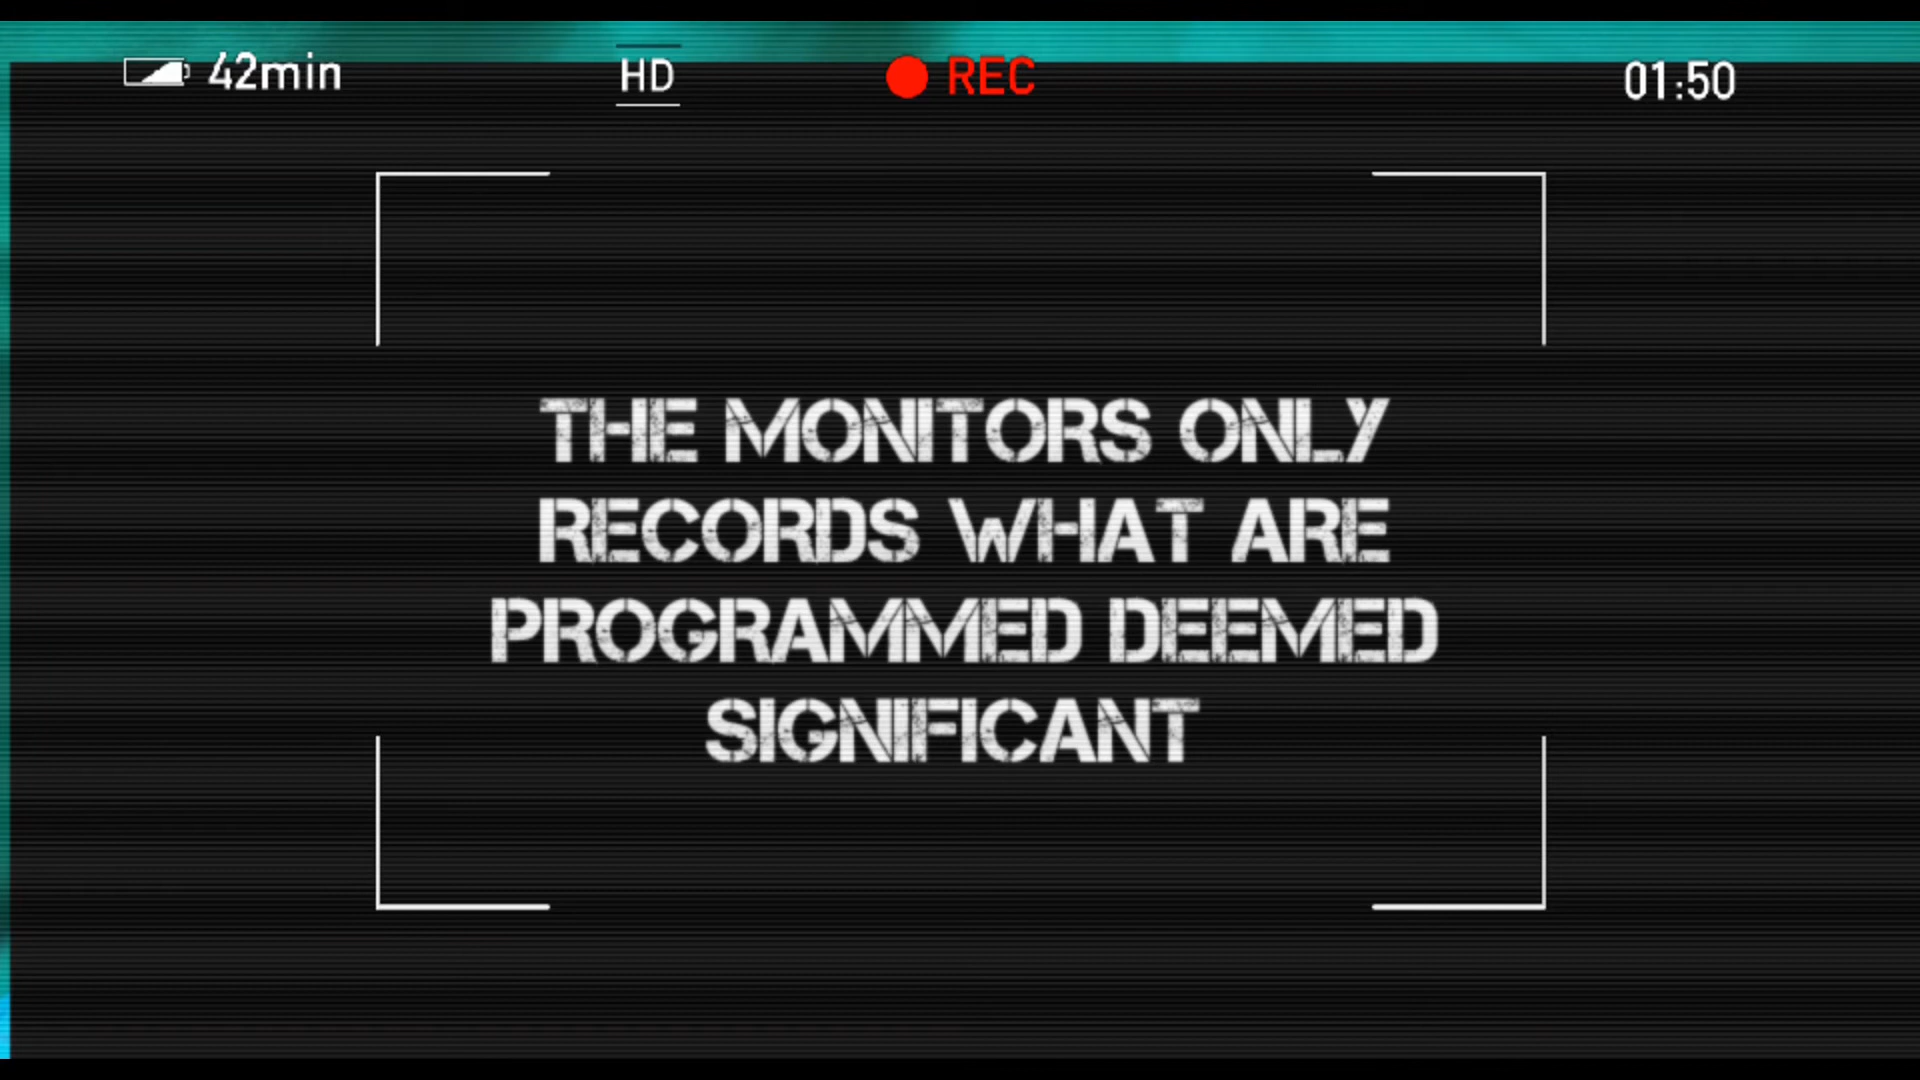 42min HD REC 01:50
THE MONITORS ONLY
RECORDS WHAT ARE
PROGRAMMED DEEMED
SIGNIFICANT